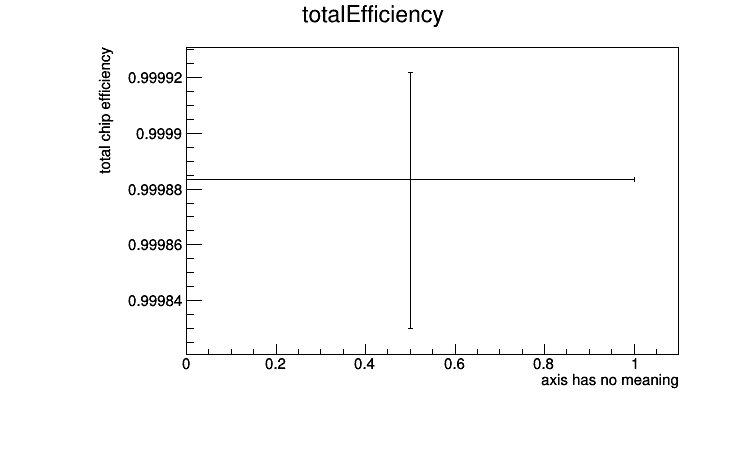 totalEfficiency
total chip efficiency
0.99992
0.9999
0.99988
0.99986
0.99984
0 0.2 0.4 0.6 0.8 1
axis has no meaning